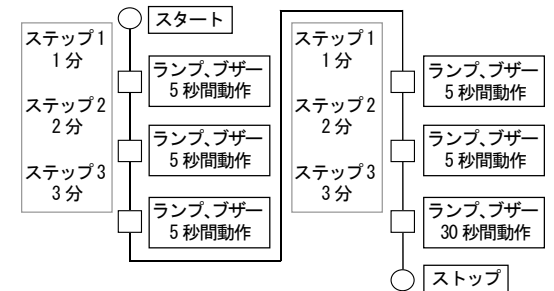 スタート
ステップ1
1分
ランプ、ブザー
5秒間動作
ステップ2
2分
ランプ、ブザー
5秒間動作
ステップ3
3分
ランプ、ブザー
5秒間動作
ステップ1
1分
ランプ、ブザー
5秒間動作
ステップ2
2分
ランプ、ブザー
5秒間動作
ステップ3
3分
ランプ、ブザー
30秒間動作
ストップ